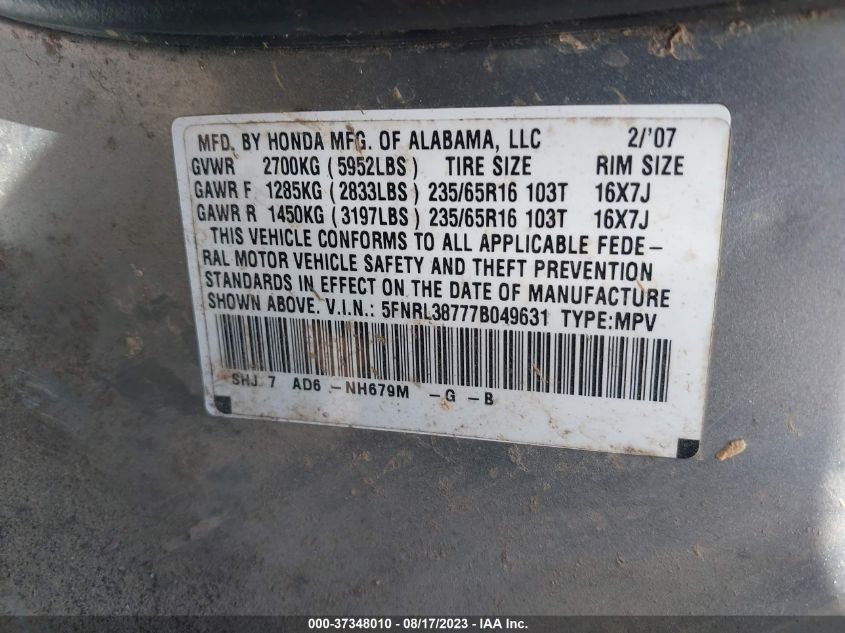 MFD. BY HONDA MFG. OF ALABAMA, LLC 2/'07
GVWR 2700KG (5952LBS) TIRE SIZE RIM SIZE
GAWR F 1285KG (2833LBS) 235/65R16 103T 16X7J
GAWR R 1450KG (3197LBS) 235/65R16 103T 16X7J
THIS VEHICLE CONFORMS TO ALL APPLICABLE FEDE-
RAL MOTOR VEHICLE SAFETY AND THEFT PREVENTION
STANDARDS IN EFFECT ON THE DATE OF MANUFACTURE
SHOWN ABOVE. V.I.N.: 5FNRL38777B049631 TYPE:MPV
SHJ 7 AD6 -NH679M -G -B
000-37348010 - 08/17/2023 - IAA Inc.